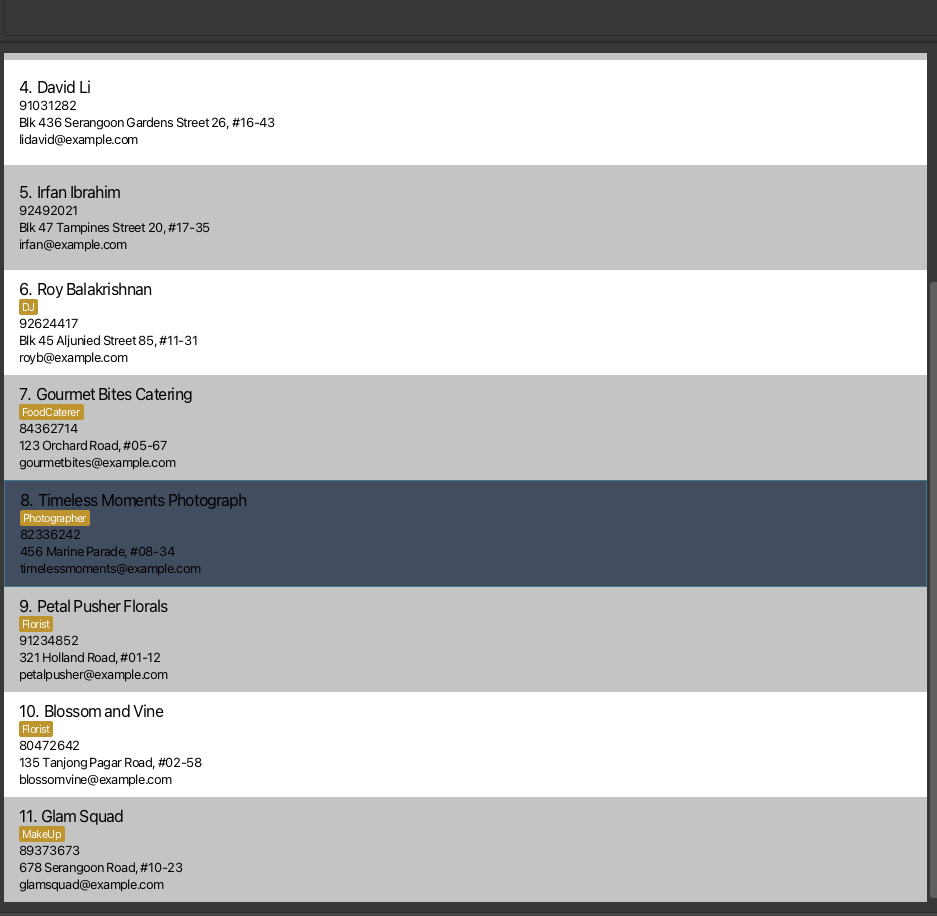 4. David Li
91031282
Blk 436 Serangoon Gardens Street 26, #16-43
lidavid@example.com
5. Irfan Ibrahim
92492021
Blk 47 Tampines Street 20, #17-35
irfan@example.com
6. Roy Balakrishnan
DJ
92624417
Blk 45 Aljunied Street 85, #11-31
royb@example.com
7. Gourmet Bites Catering
FoodCaterer
84362714
123 Orchard Road, #05-67
gourmetbites@example.com
8. Timeless Moments Photograph
Photographer
82336242
456 Marine Parade, #08-34
timelessmoments@example.com
9. Petal Pusher Florals
Florist
91234852
321 Holland Road, #01-12
petalpusher@example.com
10. Blossom and Vine
Florist
80472642
135 Tanjong Pagar Road, #02-58
blossomvine@example.com
11. Glam Squad
MakeUp
89373673
678 Serangoon Road, #10-23
glamsquad@example.com